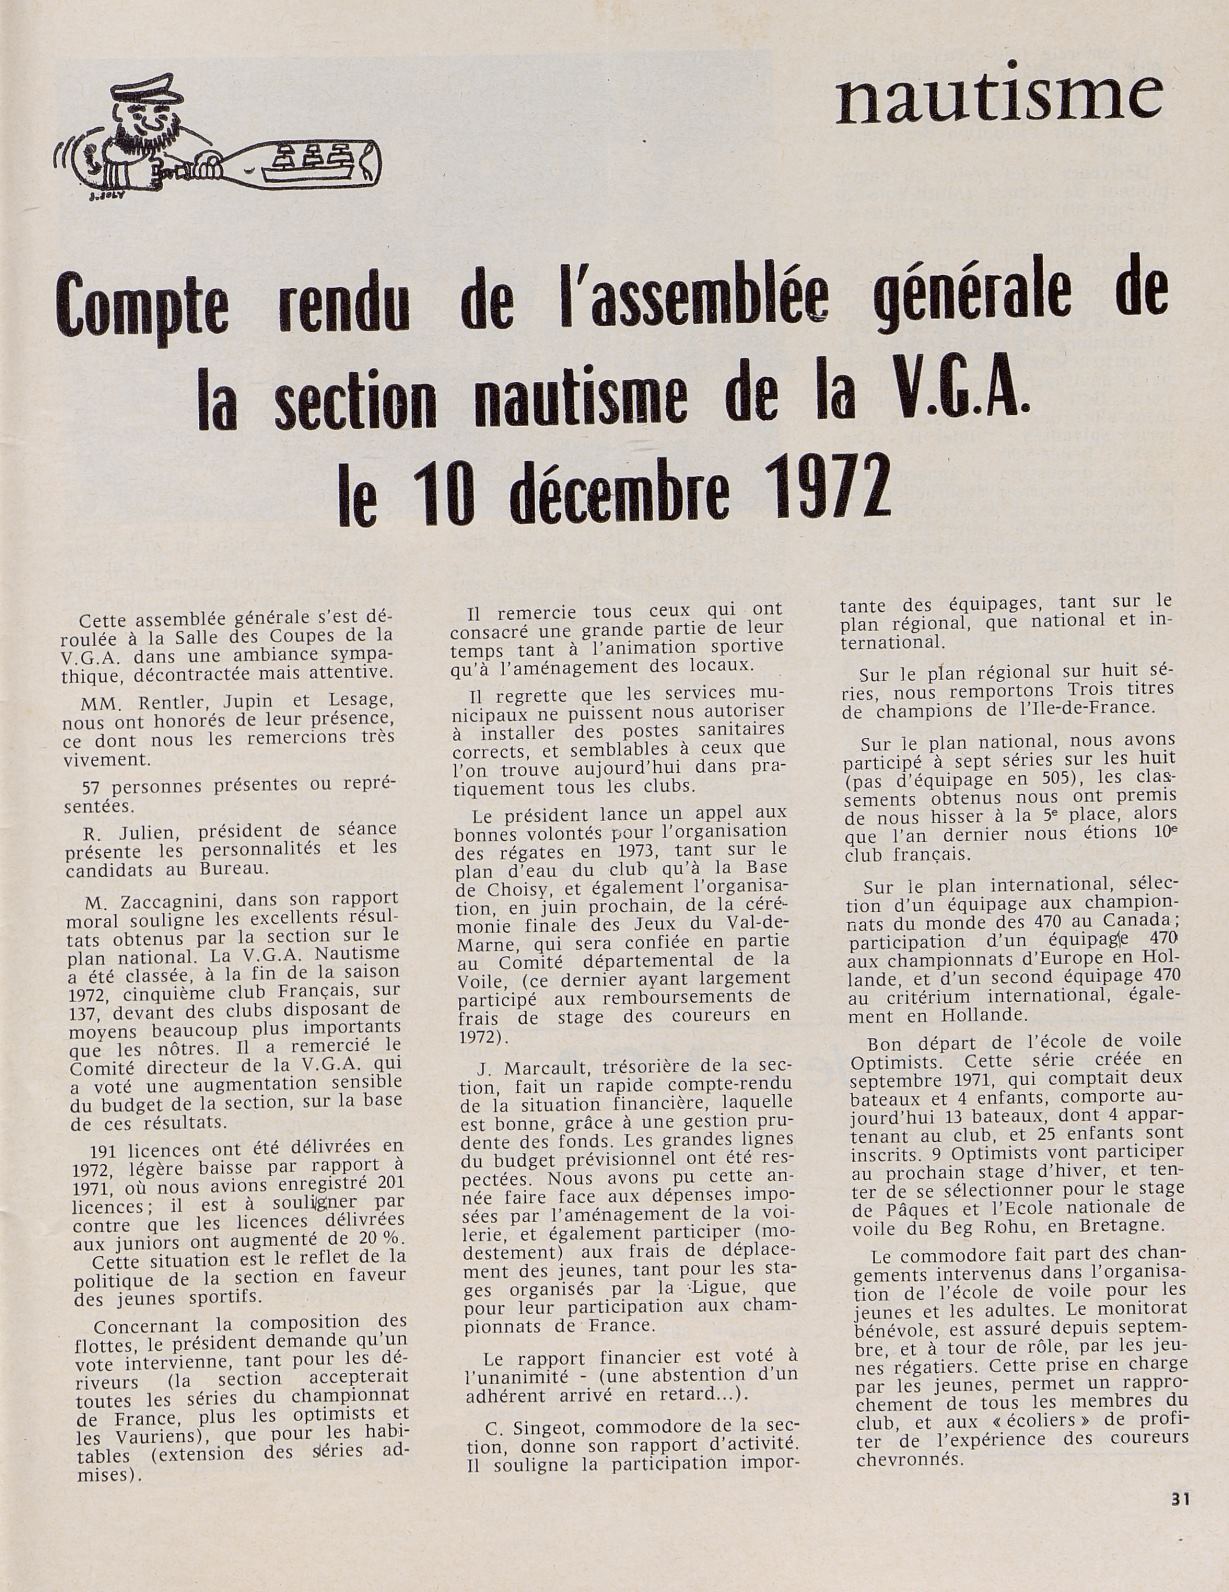 nautisme
J.JOLY
Compte rendu de l'assemblée générale de
la section nautisme de la V.G.A.
le 10 décembre 1972
Cette assemblée générale s'est dé-
roulée à la Salle des Coupes de la
V.G.A. dans une ambiance sympa-
thique, décontractée mais attentive.
MM. Rentler, Jupin et Lesage,
nous ont honorés de leur présence,
ce dont nous les remercions très
vivement.
57 personnes présentes ou repré-
sentées.
R. Julien, président de séance
présente les personnalités et les
candidats au Bureau.
M. Zaccagnini, dans son rapport
moral souligne les excellents résul-
tats obtenus par la section sur le
plan national. La V.G.A. Nautisme
a été classée, à la fin de la saison
1972, cinquième club Français, sur
137, devant des clubs disposant de
moyens beaucoup plus importants
que les nôtres. Il a remercié le
Comité directeur de la V.G.A. qui
a voté une augmentation sensible
du budget de la section, sur la base
de ces résultats.
191 licences ont été délivrées en
1972, légère baisse par rapport à
1971, où nous avions enregistré 201
licences; il est à souligner par
contre que les licences délivrées
aux juniors ont augmenté de 20 %.
Cette situation est le reflet de la
politique de la section en faveur
des jeunes sportifs.
Concernant la composition des
flottes, le président demande qu'un
vote intervienne, tant pour les dé-
riveurs (la section accepterait
toutes les séries du championnat
de France, plus les optimists et
les Vauriens), que pour les habi-
tables (extension des séries ad-
mises).
Il remercie tous ceux qui ont
consacré une grande partie de leur
temps tant à l'animation sportive
qu'à l'aménagement des locaux.
Il regrette que les services mu-
nicipaux ne puissent nous autoriser
à installer des postes sanitaires
corrects, et semblables à ceux que
l'on trouve aujourd'hui dans pra-
tiquement tous les clubs.
Le président lance un appel aux
bonnes volontés pour l'organisation
des régates en 1973, tant sur le
plan d'eau du club qu'à la Base
de Choisy, et également l'organisa-
tion, en juin prochain, de la céré-
monie finale des Jeux du Val-de-
Marne, qui sera confiée en partie
au Comité départemental de la
Voile, (ce dernier ayant largement
participé aux remboursements de
frais de stage des coureurs en
1972).
J. Marcault, trésorière de la sec-
tion, fait un rapide compte-rendu
de la situation financière, laquelle
est bonne, grâce à une gestion pru-
dente des fonds. Les grandes lignes
du budget prévisionnel ont été res-
pectées. Nous avons pu cette an-
née faire face aux dépenses impo-
sées par l'aménagement de la voi-
lerie, et également participer (mo-
destement) aux frais de déplace-
ment des jeunes, tant pour les sta-
ges organisés par la Ligue, que
pour leur participation aux cham-
pionnats de France.
Le rapport financier est voté à
l'unanimité - (une abstention d'un
adhérent arrivé en retard...).
C. Singeot, commodore de la sec-
tion, donne son rapport d'activité.
Il souligne la participation impor-
tante des équipages, tant sur le
plan régional, que national et in-
ternational.
Sur le plan régional sur huit sé-
ries, nous remportons Trois titres
de champions de l'Ile-de-France.
Sur le plan national, nous avons
participé à sept séries sur les huit
(pas d'équipage en 505), les clas-
sements obtenus nous ont premis
de nous hisser à la 5e place, alors
que l'an dernier nous étions 10e
club français.
Sur le plan international, sélec-
tion d'un équipage aux champion-
nats du monde des 470 au Canada;
participation d'un équipage 470
aux championnats d'Europe en Hol-
lande, et d'un second équipage 470
au critérium international, égale-
ment en Hollande.
Bon départ de l'école de voile
Optimists. Cette série créée en
septembre 1971, qui comptait deux
bateaux et 4 enfants, comporte au-
jourd'hui 13 bateaux, dont 4 appar-
tenant au club, et 25 enfants sont
inscrits. 9 Optimists vont participer
au prochain stage d'hiver, et ten-
ter de se sélectionner pour le stage
de Pâques et l'Ecole nationale de
voile du Beg Rohu, en Bretagne.
Le commodore fait part des chan-
gements intervenus dans l'organisa-
tion de l'école de voile pour les
jeunes et les adultes. Le monitorat
bénévole, est assuré depuis septem-
bre, et à tour de rôle, par les jeu-
nes régatiers. Cette prise en charge
par les jeunes, permet un rappro-
chement de tous les membres du
club, et aux « écoliers » de profi-
ter de l'expérience des coureurs
chevronnés.
31